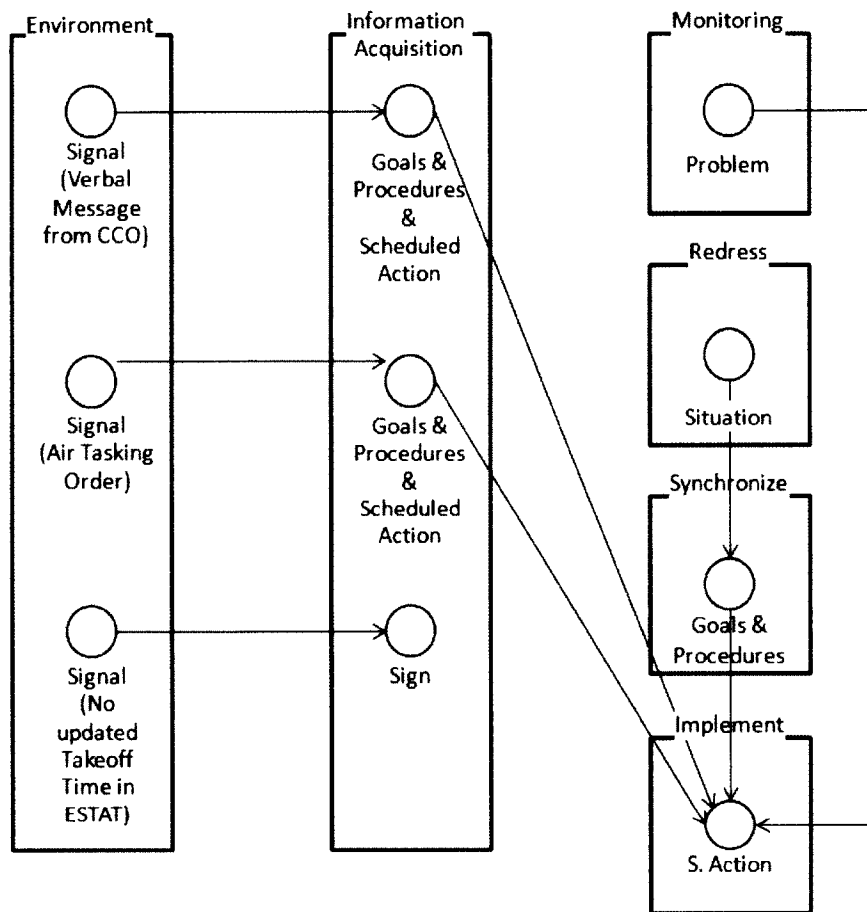 Environment
Signal
(Verbal
Message
from CCO)
Signal
(Air Tasking
Order)
Signal
(No
updated
Takeoff
Time in
ESTAT)
Information
Acquisition
Goals &
Procedures
&
Scheduled
Action
Goals &
Procedures
&
Scheduled
Action
Sign
Monitoring
Problem
Redress
Situation
Synchronize
Goals &
Procedures
Implement
S. Action